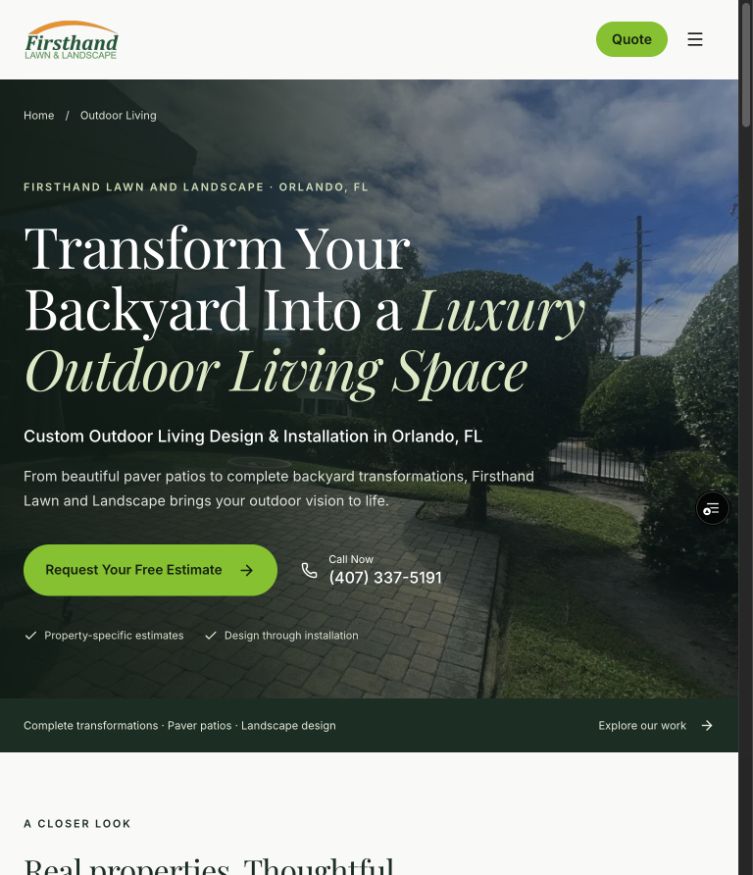 Firsthand
LAWN & LANDSCAPE
Quote
Home / Outdoor Living
FIRSTHAND LAWN AND LANDSCAPE · ORLANDO, FL
Transform Your
Backyard Into a Luxury
Outdoor Living Space
Custom Outdoor Living Design & Installation in Orlando, FL
From beautiful paver patios to complete backyard transformations, Firsthand
Lawn and Landscape brings your outdoor vision to life.
Request Your Free Estimate
Call Now
(407) 337-5191
Property-specific estimates
Design through installation
Complete transformations · Paver patios · Landscape design
Explore our work
A CLOSER LOOK
Real properties. Thoughtful